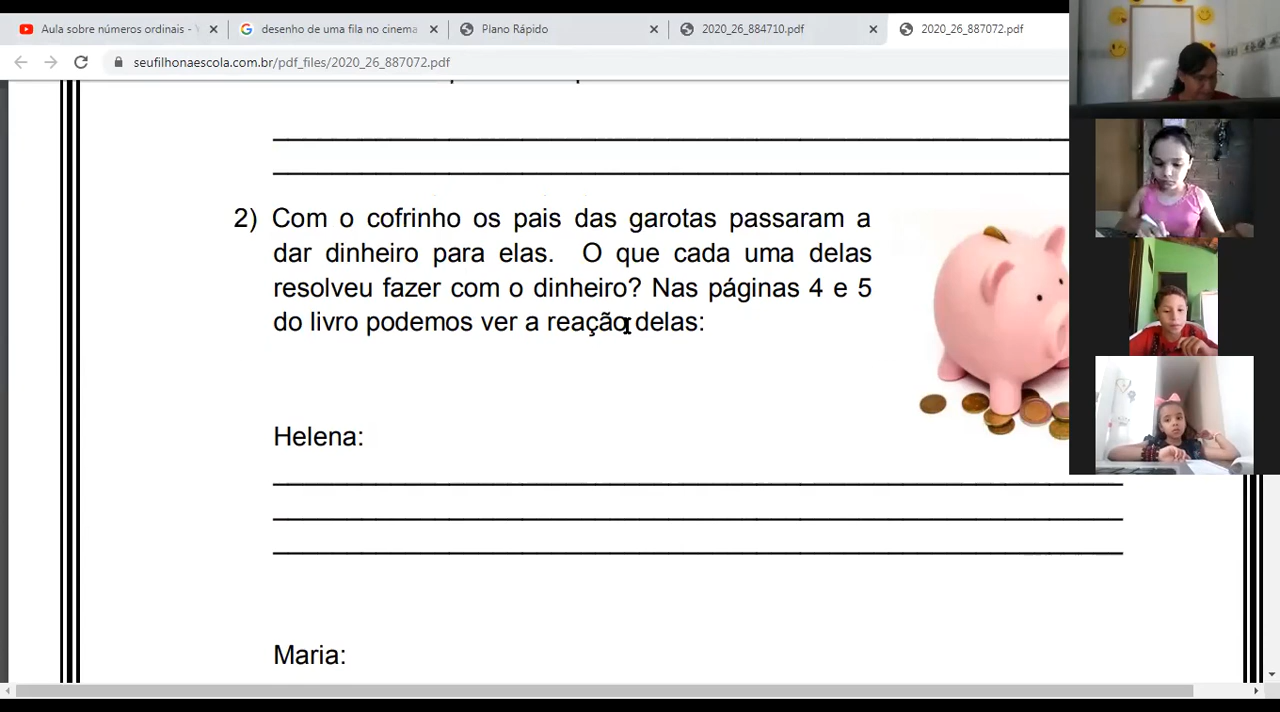 Aula sobre números ordinais -
desenho de uma fila no cinema
Plano Rápido
2020_26_884710.pdf
2020_26_887072.pdf
seufilhonaescola.com.br/pdf_files/2020_26_887072.pdf
2) Com o cofrinho os pais das garotas passaram a
dar dinheiro para elas. O que cada uma delas
resolveu fazer com o dinheiro? Nas páginas 4 e 5
do livro podemos ver a reação delas:
Helena:
Maria: